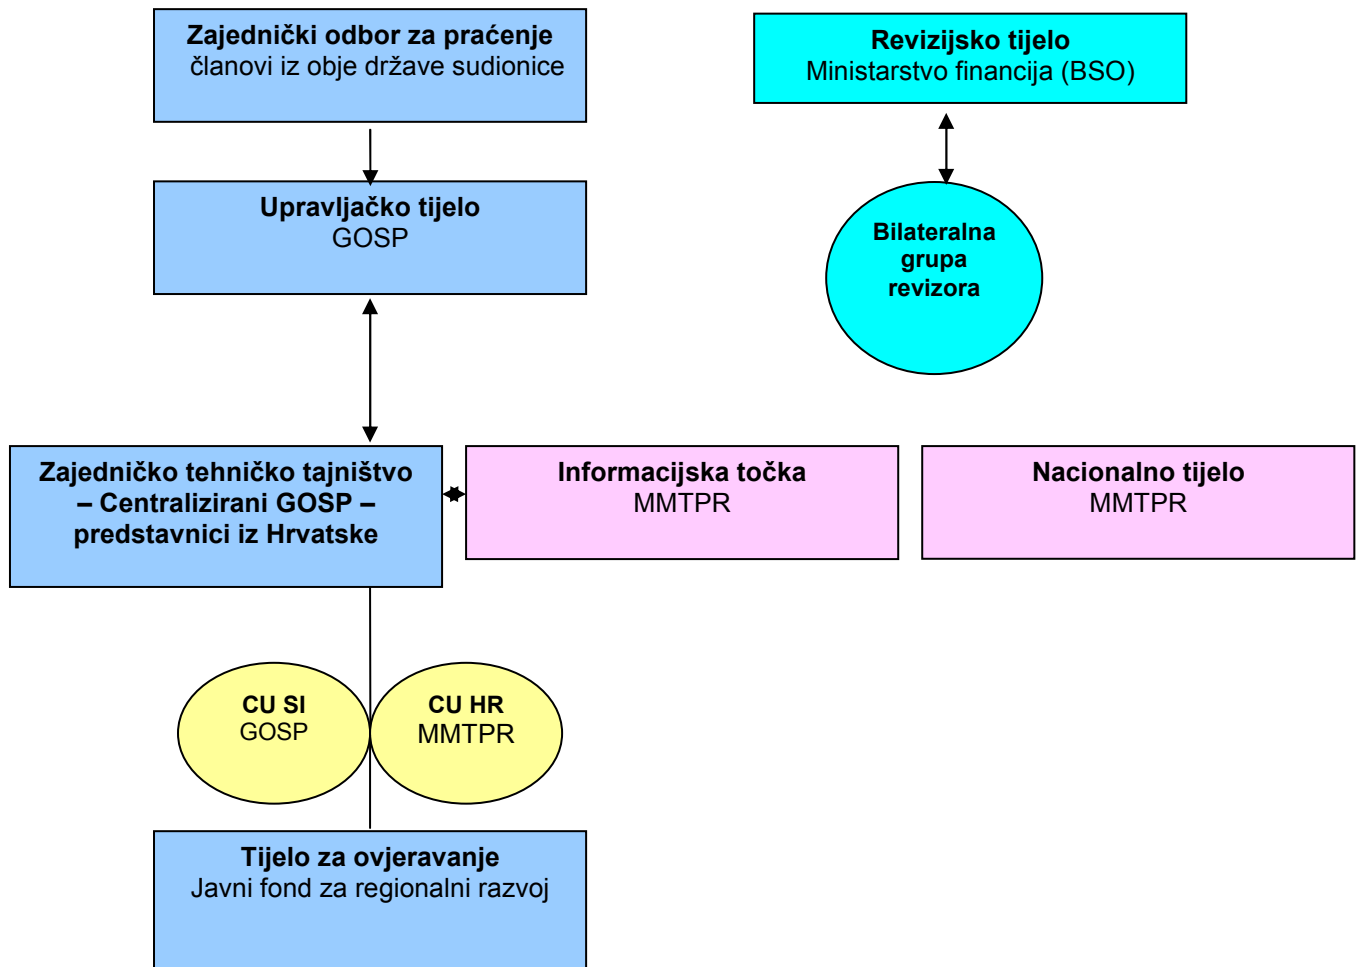 Zajednički odbor za praćenje
članovi iz obje države sudionice
Revizijsko tijelo
Ministarstvo financija (BSO)
Upravljačko tijelo
GOSP
Bilateralna
grupa
revizora
Zajedničko tehničko tajništvo
– Centralizirani GOSP –
predstavnici iz Hrvatske
Informacijska točka
MMTPR
Nacionalno tijelo
MMTPR
CU SI
GOSP
CU HR
MMTPR
Tijelo za ovjeravanje
Javni fond za regionalni razvoj